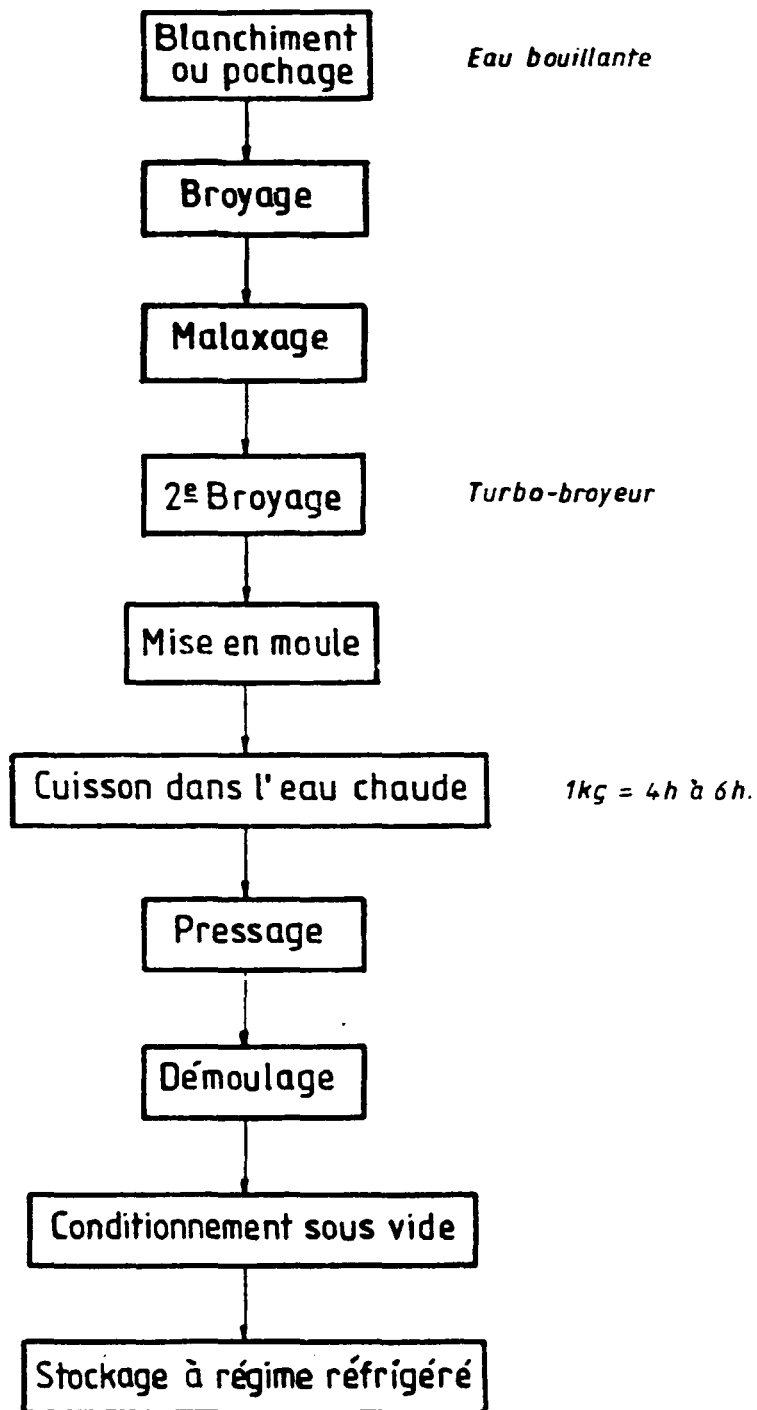 Blanchiment
ou pochage
Eau bouillante
Broyage
Malaxage
2e Broyage
Turbo-broyeur
Mise en moule
Cuisson dans l'eau chaude
1kg = 4h à 6h.
Pressage
Démoulage
Conditionnement sous vide
Stockage à régime réfrigéré